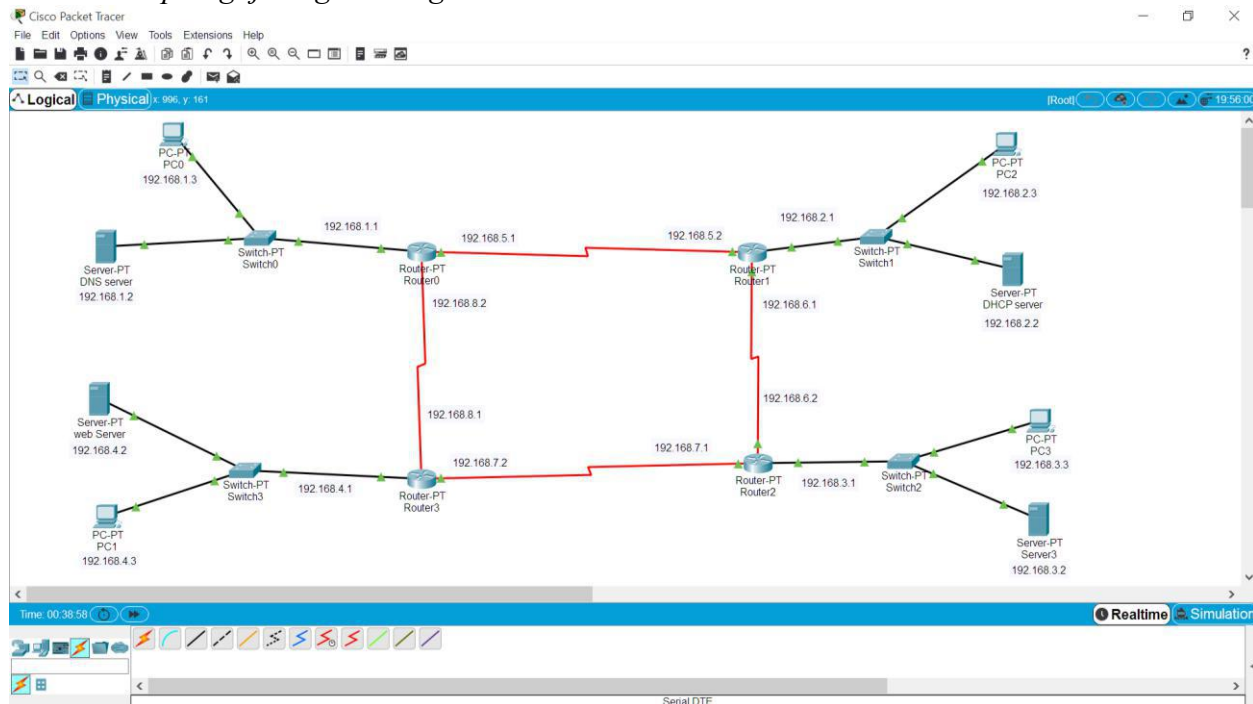 Cisco Packet Tracer
File Edit Options View Tools Extensions Help
?
Logical Physical x: 996, y: 161 [Root] 19:56:00
PC-PT
PC0
192.168.1.3
Server-PT
DNS server
192.168.1.2
Switch-PT
Switch0
192.168.1.1
192.168.5.1
Router-PT
Router0
192.168.8.2
192.168.5.2
Router-PT
Router1
192.168.6.1
192.168.2.1
Switch-PT
Switch1
PC-PT
PC2
192.168.2.3
Server-PT
DHCP server
192.168.2.2
Server-PT
web Server
192.168.4.2
Switch-PT
Switch3
192.168.4.1
PC-PT
PC1
192.168.4.3
192.168.8.1
192.168.7.2
Router-PT
Router3
192.168.7.1
192.168.6.2
Router-PT
Router2
192.168.3.1
Switch-PT
Switch2
PC-PT
PC3
192.168.3.3
Server-PT
Server3
192.168.3.2
Time: 00:38:58 Realtime Simulation
Serial DTE